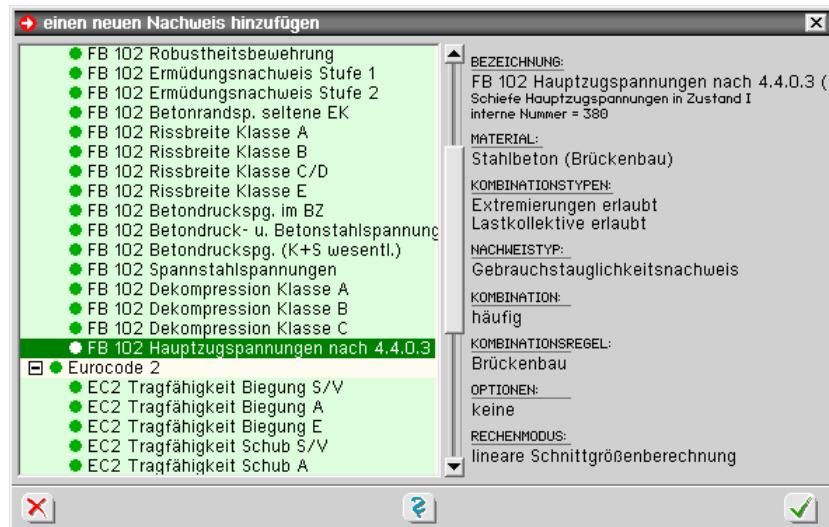 einen neuen Nachweis hinzufügen
FB 102 Robustheitsbewehrung
FB 102 Ermüdungsnachweis Stufe 1
FB 102 Ermüdungsnachweis Stufe 2
FB 102 Betonrandsp. seltene EK
FB 102 Rissbreite Klasse A
FB 102 Rissbreite Klasse B
FB 102 Rissbreite Klasse C/D
FB 102 Rissbreite Klasse E
FB 102 Betondruckspg. im BZ
FB 102 Betondruck- u. Betonstahlspannung
FB 102 Betondruckspg. (K+S wesentl.)
FB 102 Spannstahlspannungen
FB 102 Dekompression Klasse A
FB 102 Dekompression Klasse B
FB 102 Dekompression Klasse C
FB 102 Hauptzugspannungen nach 4.4.0.3
Eurocode 2
EC2 Tragfähigkeit Biegung S/V
EC2 Tragfähigkeit Biegung A
EC2 Tragfähigkeit Biegung E
EC2 Tragfähigkeit Schub S/V
EC2 Tragfähigkeit Schub A
BEZEICHNUNG:
FB 102 Hauptzugspannungen nach 4.4.0.3 (
Schiefe Hauptzugspannungen in Zustand I
interne Nummer = 380
MATERIAL:
Stahlbeton (Brückenbau)
KOMBINATIONSTYPEN:
Extremierungen erlaubt
Lastkollektive erlaubt
NACHWEISTYP:
Gebrauchstauglichkeitsnachweis
KOMBINATION:
häufig
KOMBINATIONSREGEL:
Brückenbau
OPTIONEN:
keine
RECHENMODUS:
lineare Schnittgrößenberechnung